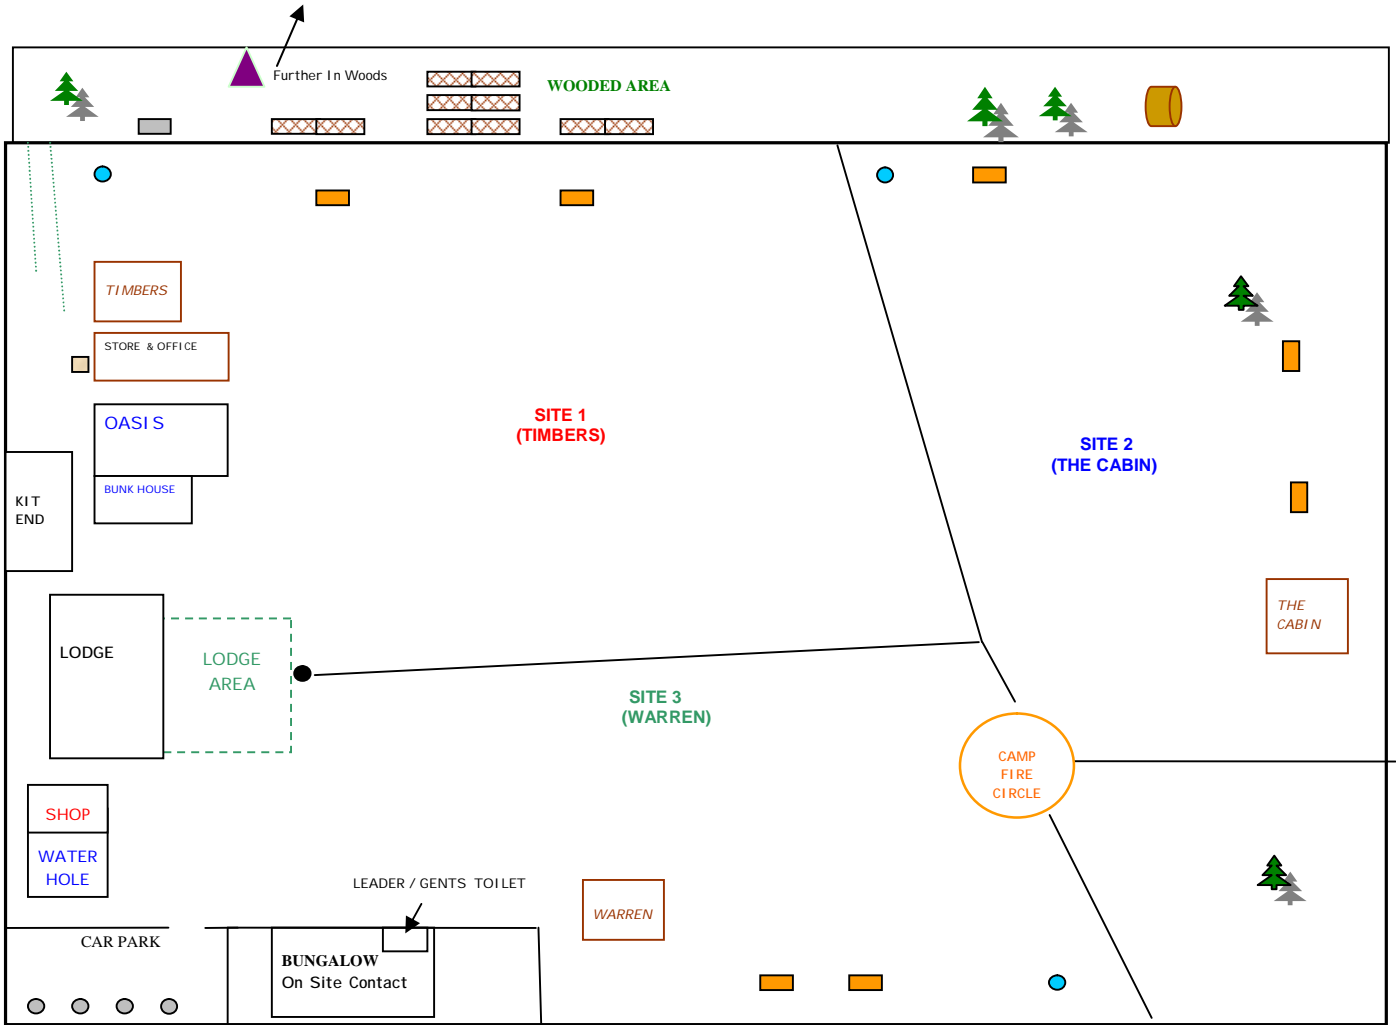 Further In Woods
WOODED AREA
TIMBERS
STORE & OFFICE
OASIS
BUNK HOUSE
KIT
END
SITE 1
(TIMBERS)
SITE 2
(THE CABIN)
THE
CABIN
LODGE
LODGE
AREA
SITE 3
(WARREN)
CAMP
FIRE
CIRCLE
SHOP
WATER
HOLE
LEADER / GENTS TOILET
WARREN
CAR PARK
BUNGALOW
On Site Contact